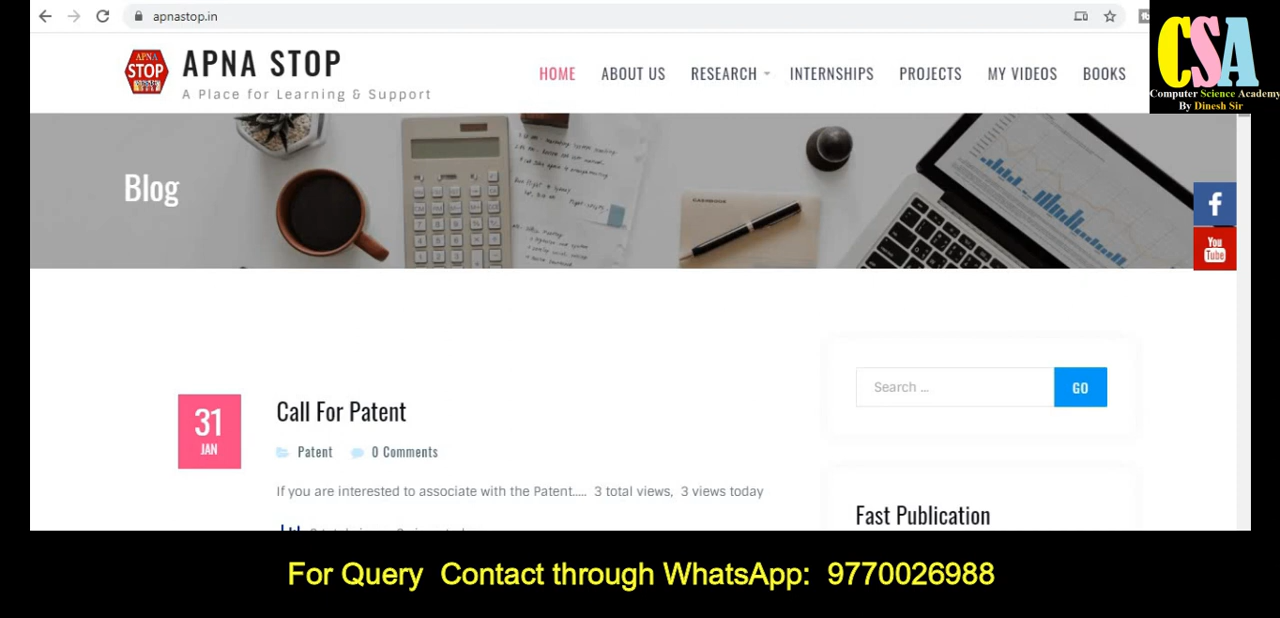 apnastop.in
APNA
STOP
APNA STOP
A Place for Learning & Support
HOME
ABOUT US
RESEARCH
INTERNSHIPS
PROJECTS
MY VIDEOS
BOOKS
CSA
Computer Science Academy
By Dinesh Sir
Blog
CASHBOOK
f
You
Tube
Search ...
GO
31
JAN
Call For Patent
Patent
0 Comments
If you are interested to associate with the Patent..... 3 total views, 3 views today
Fast Publication
For Query Contact through WhatsApp: 9770026988